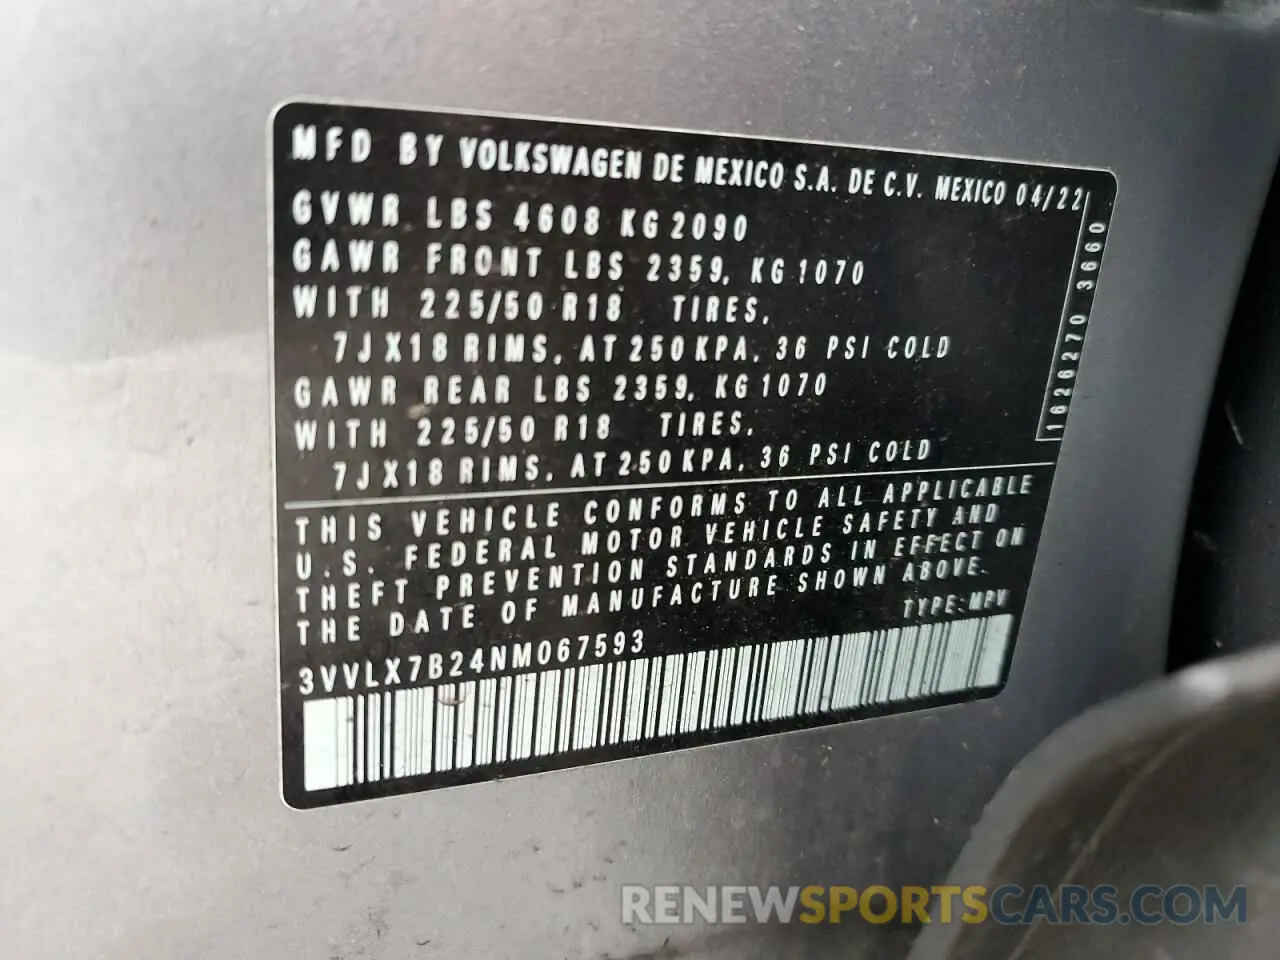 MFD BY VOLKSWAGEN DE MEXICO S.A. DE C.V. MEXICO 04/22
GVWR LBS 4608 KG 2090
GAWR FRONT LBS 2359, KG 1070
WITH 225/50 R18 TIRES,
7J X18 RIMS, AT 250 KPA, 36 PSI COLD
GAWR REAR LBS 2359, KG 1070
WITH 225/50 R18 TIRES,
7J X18 RIMS, AT 250 KPA, 36 PSI COLD
1626270 3660
THIS VEHICLE CONFORMS TO ALL APPLICABLE
U.S. FEDERAL MOTOR VEHICLE SAFETY AND
THEFT PREVENTION STANDARDS IN EFFECT ON
THE DATE OF MANUFACTURE SHOWN ABOVE.
TYPE: MPV
3VVLX7B24NM067593
RENEWSPORTSCARS.COM